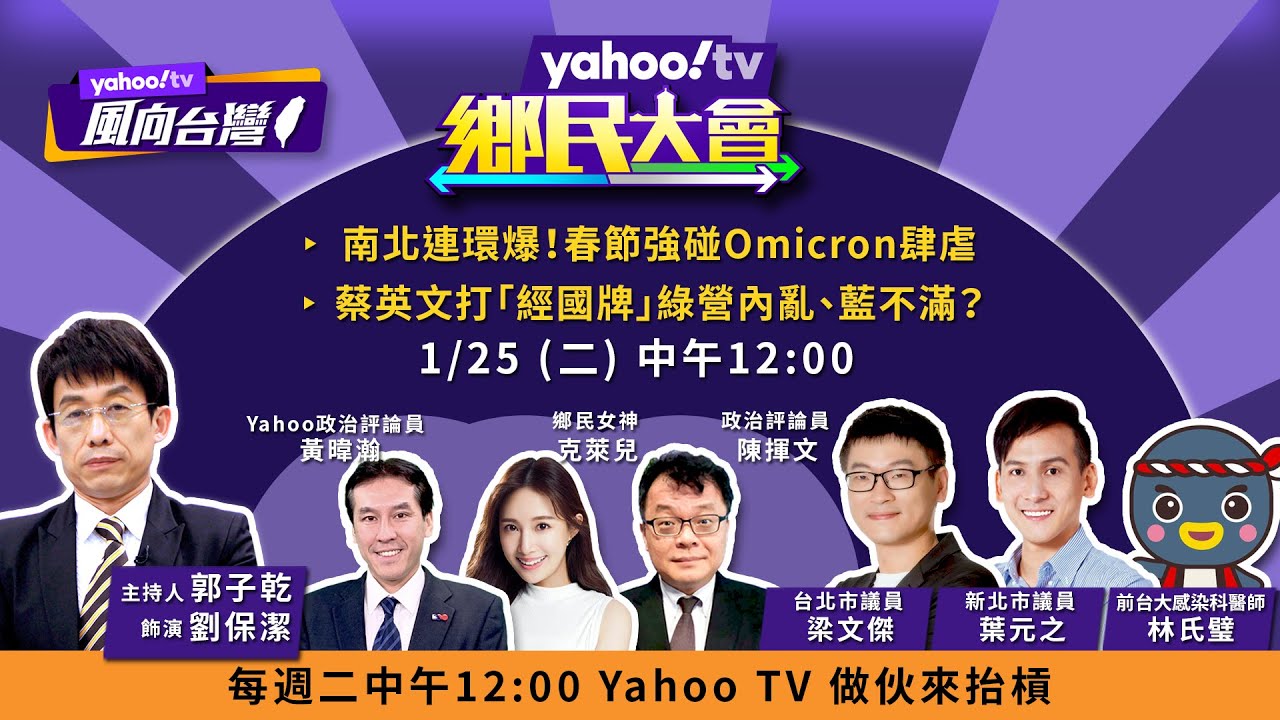 yahoo!tv
風向台灣
yahoo!tv
鄉民大會
南北連環爆!春節強碰Omicron肆虐
蔡英文打「經國牌」綠營內亂、藍不滿?
1/25 (二) 中午12:00
主持人 郭子乾
飾演 劉保潔
Yahoo政治評論員
黃暐瀚
鄉民女神
克萊兒
政治評論員
陳揮文
台北市議員
梁文傑
新北市議員
葉元之
前台大感染科醫師
林氏璧
每週二中午12:00 Yahoo TV 做伙來抬槓